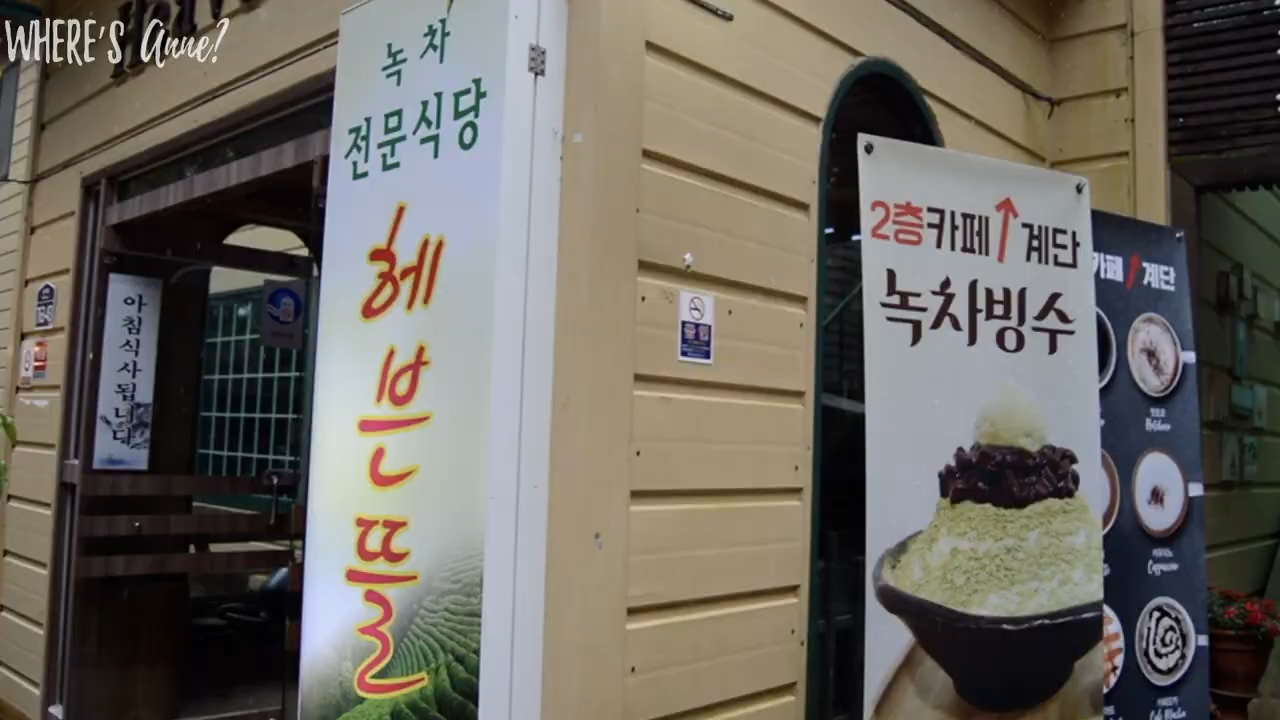 WHERE'S Anne?
녹차
전문식당
헤븐뜰
아침식사됩니다
2층카페↑계단
녹차빙수
카페↑계단
Cappuccino